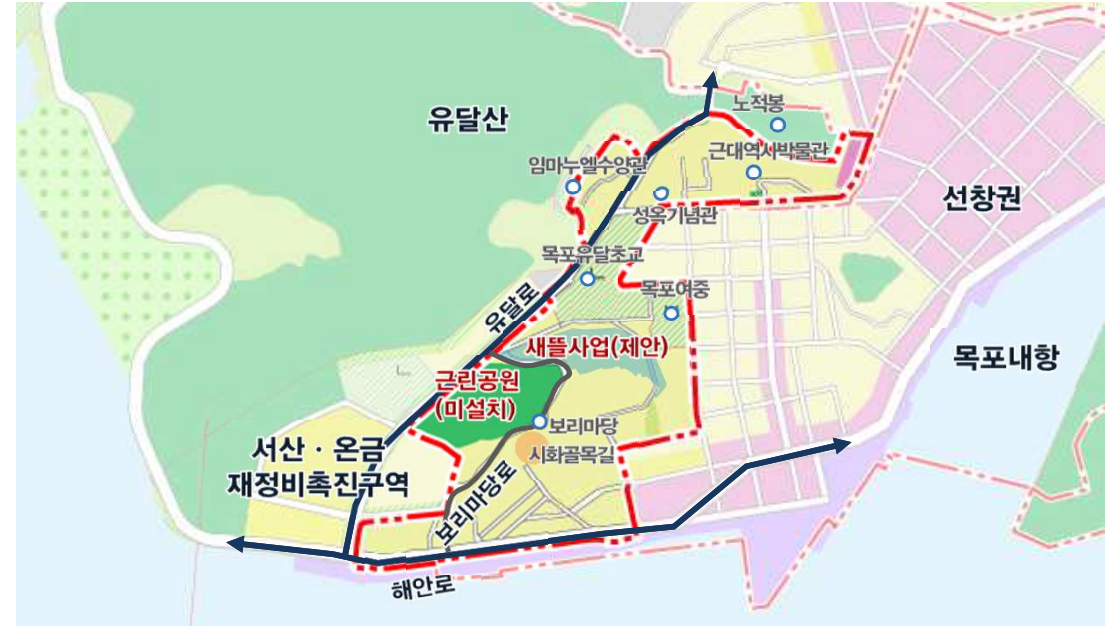 노적봉
유달산
근대역사박물관
임마누엘수양관
선창권
성옥기념관
목포유달초교
목포여중
유달로
새뜰사업(제안)
목포내항
근린공원
(미설치)
보리마당
서산 · 온금
재정비촉진구역
시화골목길
보리마당로
해안로